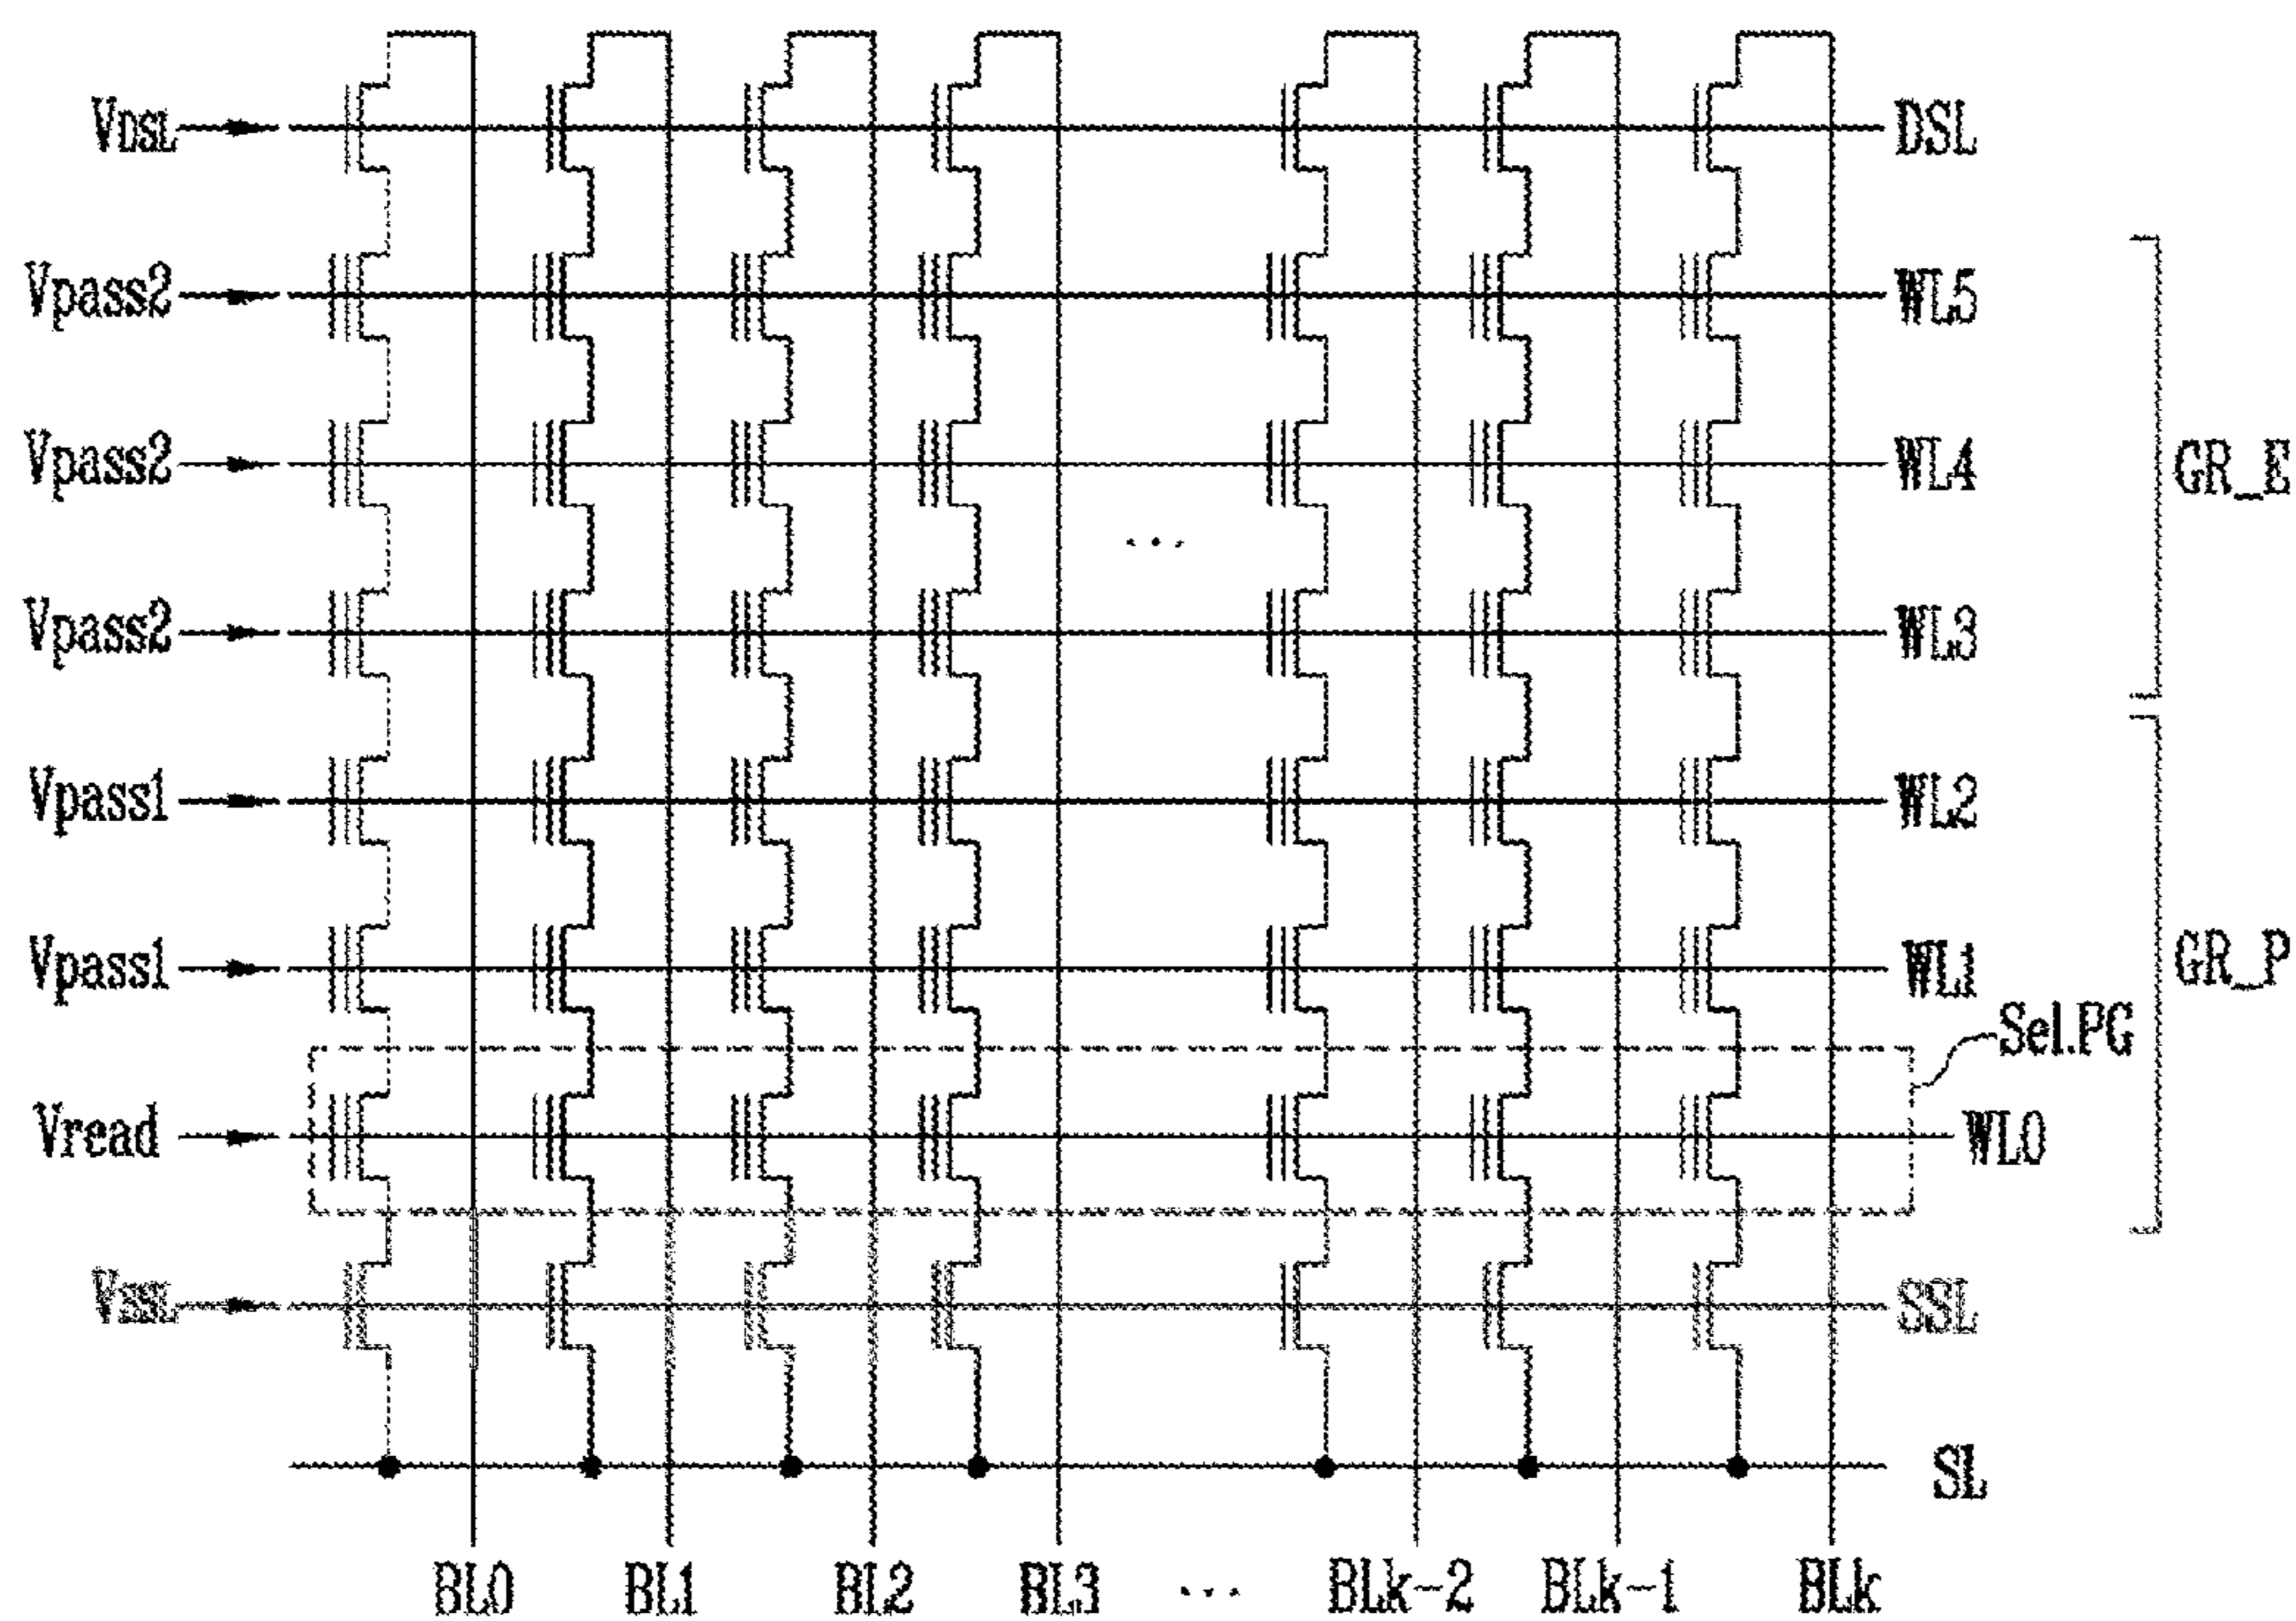 VDSL DSL
Vpass2 WL5
Vpass2 WL4
GR_E
...
Vpass2 WL3
Vpass1 WL2
Vpass1 WL1
GR_P
Sel.PG
Vread WL0
VSSL SSL
SL
BL0 BL1 BL2 BL3 ... BLk-2 BLk-1 BLk